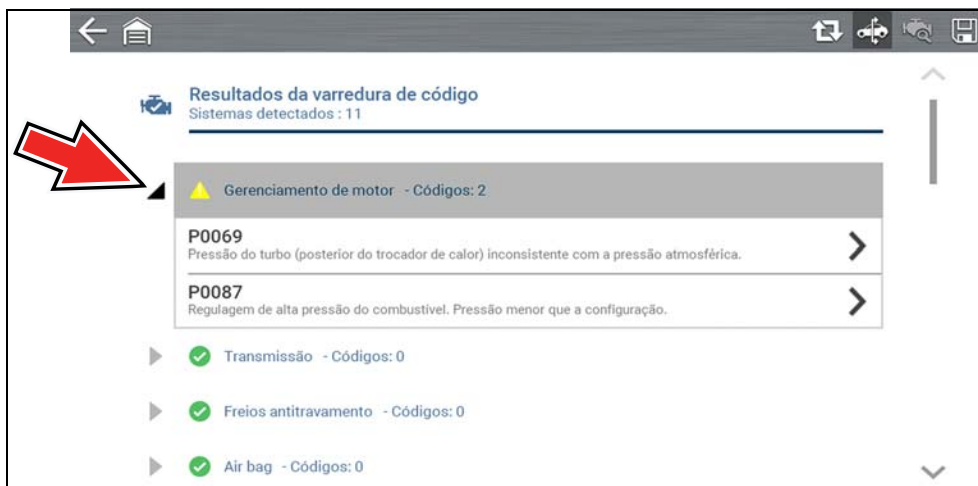 Resultados da varredura de código
Sistemas detectados : 11
Gerenciamento de motor - Códigos: 2
P0069
Pressão do turbo (posterior do trocador de calor) inconsistente com a pressão atmosférica.
P0087
Regulagem de alta pressão do combustível. Pressão menor que a configuração.
Transmissão - Códigos: 0
Freios antitravamento - Códigos: 0
Air bag - Códigos: 0